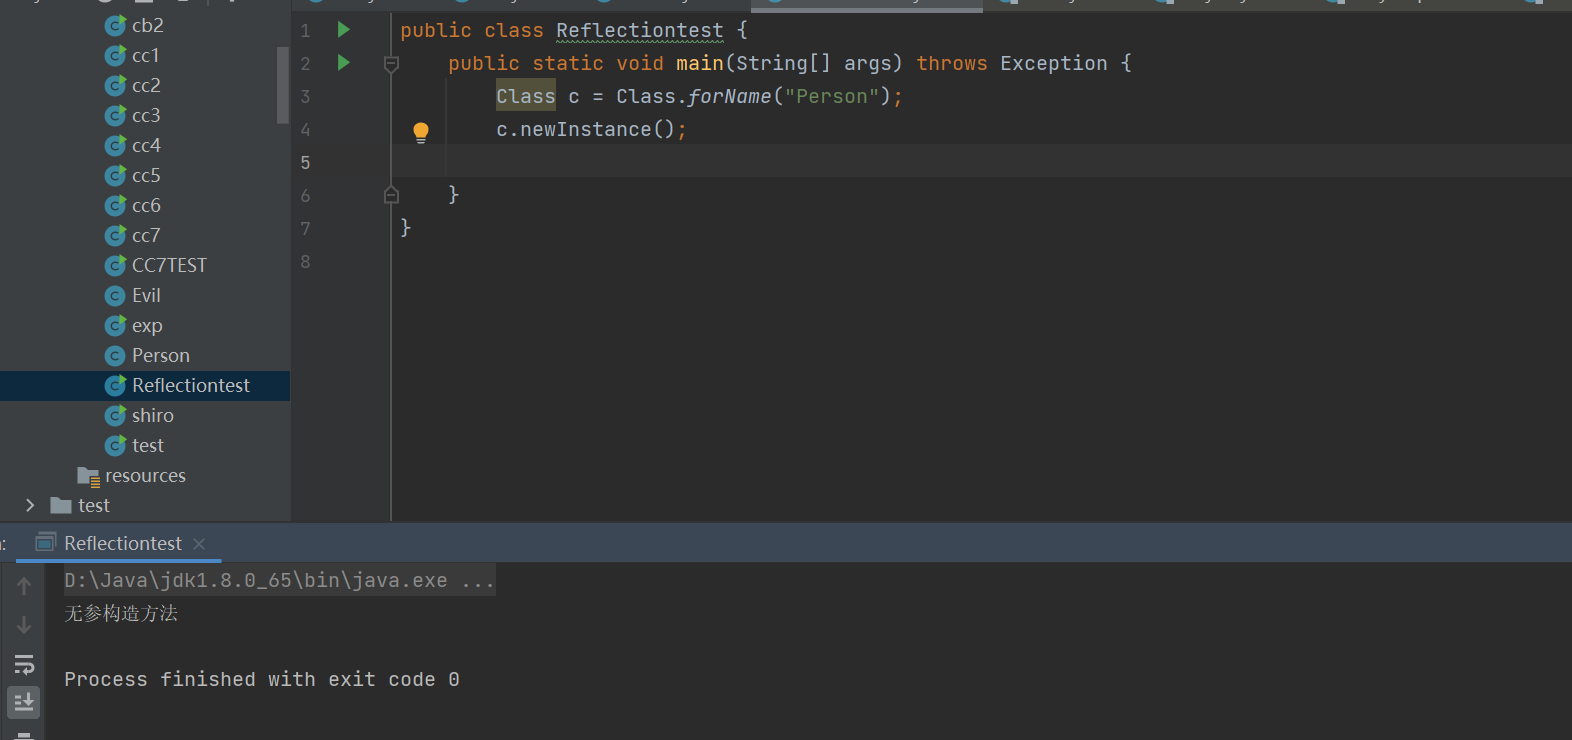 cb2
cc1
cc2
cc3
cc4
cc5
cc6
cc7
CC7TEST
Evil
exp
Person
Reflectiontest
shiro
test
resources
test
1 public class Reflectiontest {
2 public static void main(String[] args) throws Exception {
3 Class c = Class.forName("Person");
4 c.newInstance();
5
6 }
7 }
8
Reflectiontest
D:\Java\jdk1.8.0_65\bin\java.exe ...
无参构造方法
Process finished with exit code 0